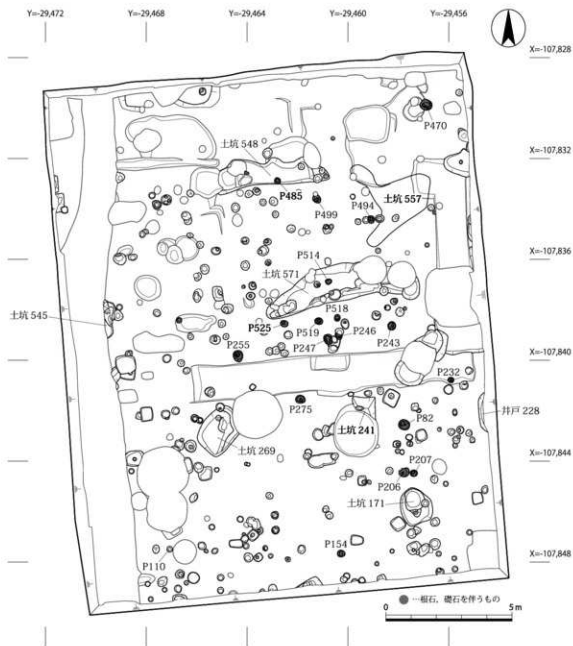 Y=-29,472
Y=-29,468
Y=-29,464
Y=-29,460
Y=-29,456
X=-107,828
P470
土坑 548
X=-107,832
P485
P499
P494
土坑 557
P514
X=-107,836
土坑 571
土坑 545
P518
P525
P519
P246
P247
P243
P255
X=-107,840
P232
P275
井戸 228
土坑 241
P82
土坑 269
X=-107,844
P207
P206
土坑 171
P154
P110
X=-107,848
…根石、礎石を伴うもの
0 5 m